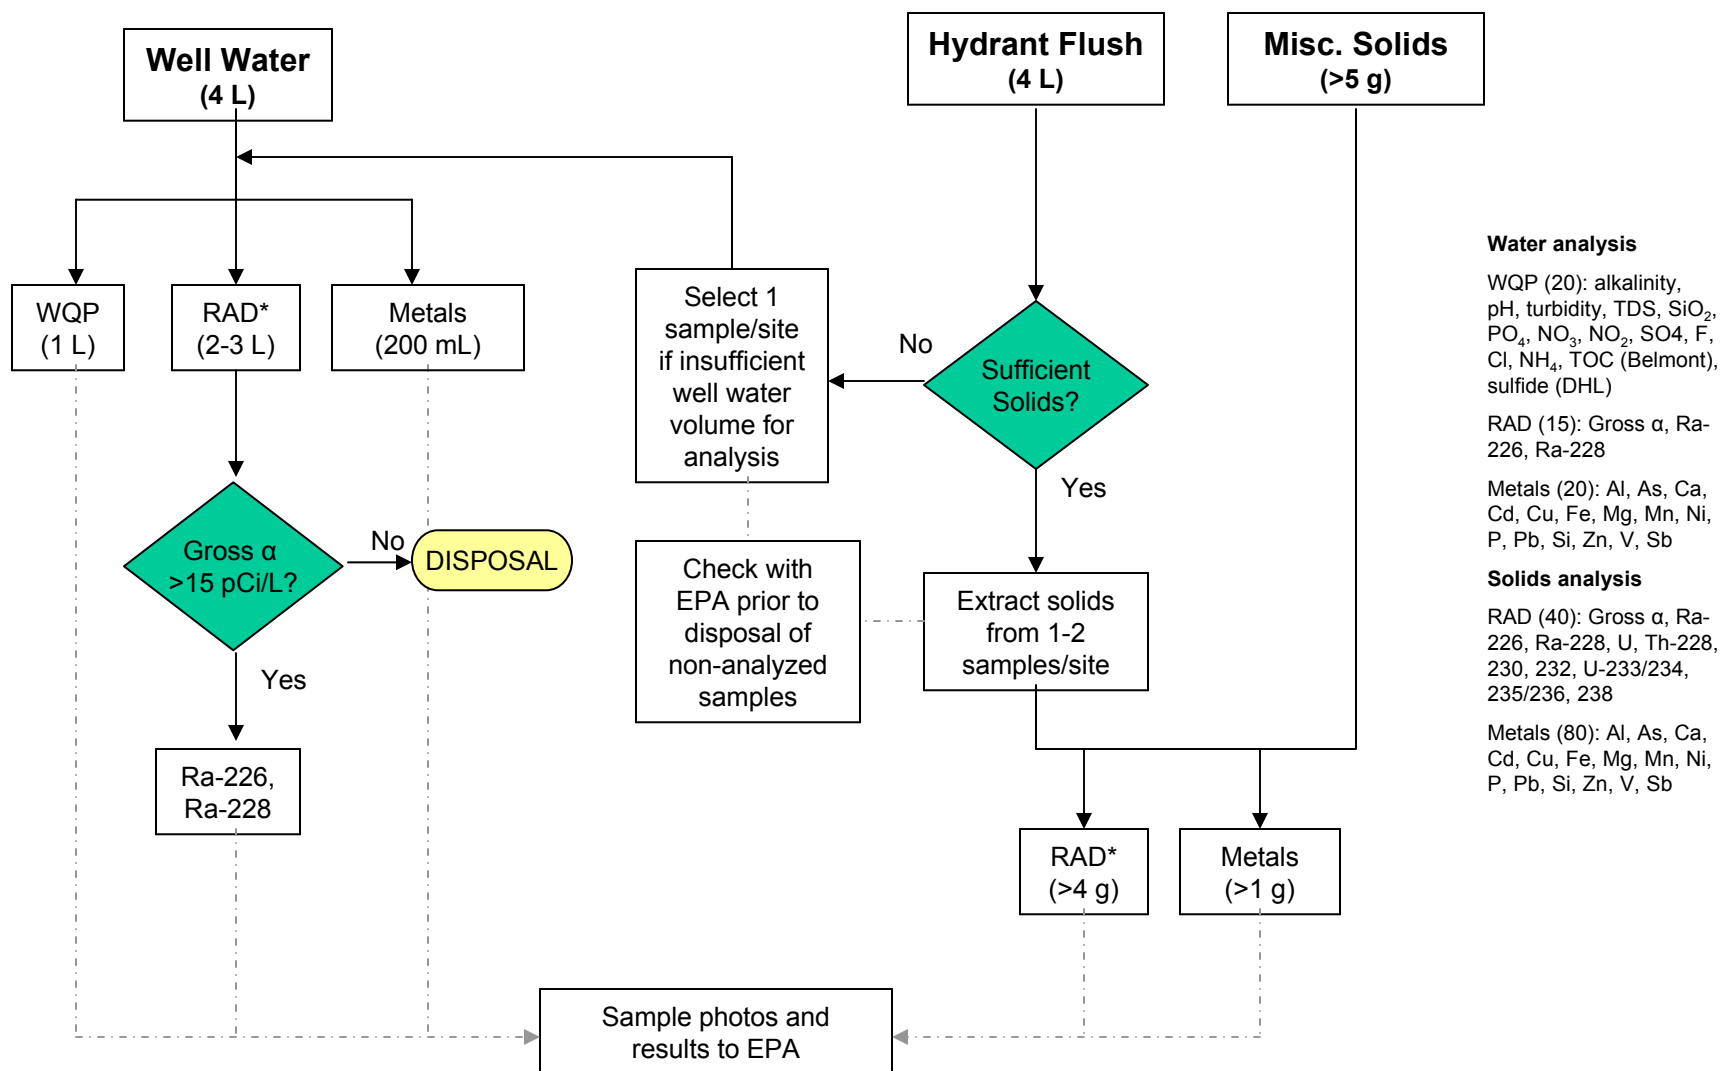 Well Water
(4 L)
Hydrant Flush
(4 L)
Misc. Solids
(>5 g)
WQP
(1 L)
RAD*
(2-3 L)
Metals
(200 mL)
Select 1
sample/site
if insufficient
well water
volume for
analysis
No
Sufficient
Solids?
Yes
Gross α
>15 pCi/L?
No
DISPOSAL
Yes
Check with
EPA prior to
disposal of
non-analyzed
samples
Extract solids
from 1-2
samples/site
Ra-226,
Ra-228
RAD*
(>4 g)
Metals
(>1 g)
Sample photos and
results to EPA
Water analysis
WQP (20): alkalinity,
pH, turbidity, TDS, SiO₂,
PO₄, NO₃, NO₂, SO4, F,
Cl, NH₄, TOC (Belmont),
sulfide (DHL)
RAD (15): Gross α, Ra-
226, Ra-228
Metals (20): Al, As, Ca,
Cd, Cu, Fe, Mg, Mn, Ni,
P, Pb, Si, Zn, V, Sb
Solids analysis
RAD (40): Gross α, Ra-
226, Ra-228, U, Th-228,
230, 232, U-233/234,
235/236, 238
Metals (80): Al, As, Ca,
Cd, Cu, Fe, Mg, Mn, Ni,
P, Pb, Si, Zn, V, Sb